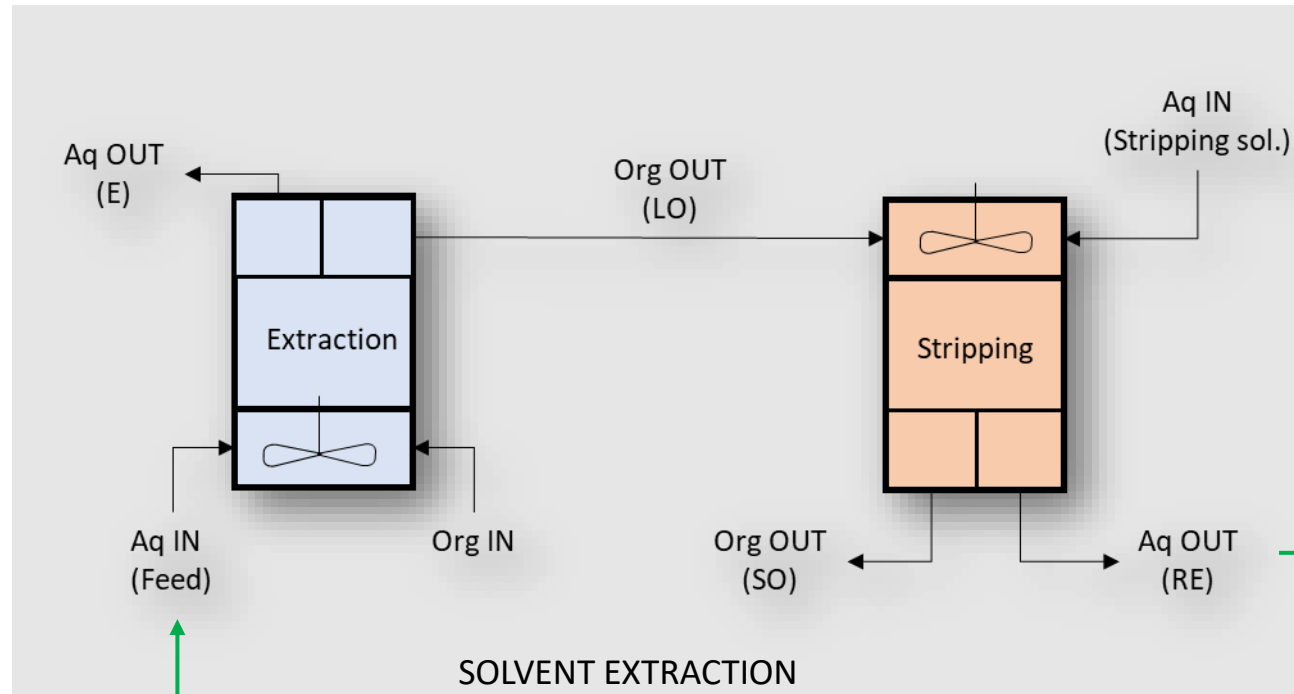 Aq IN
(Stripping sol.)
Aq OUT
(E)
Org OUT
(LO)
Extraction
Stripping
Aq IN
(Feed)
Org IN
Org OUT
(SO)
Aq OUT
(RE)
SOLVENT EXTRACTION